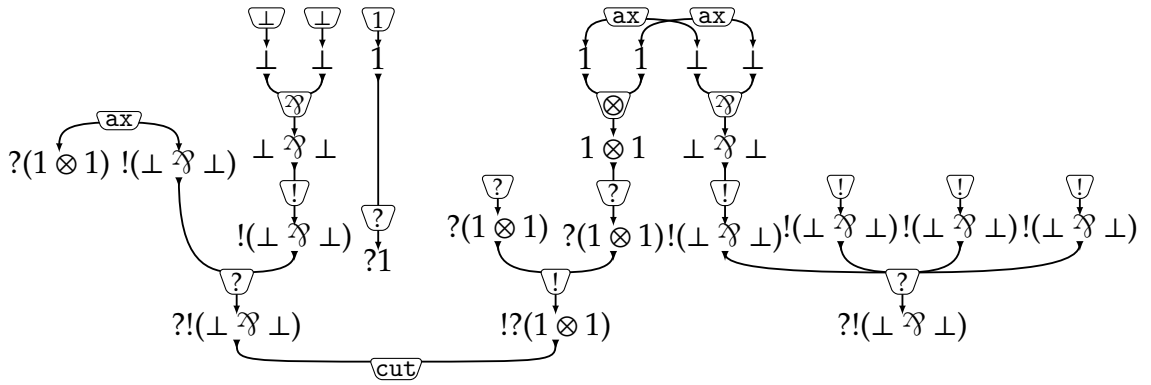 ⊥ ⊥ 1 ax ax
⊥ ⊥ 1 1 1 ⊥ ⊥
⅋ ⊗ ⅋
ax
?(1 ⊗ 1) !(⊥ ⅋ ⊥) ⊥ ⅋ ⊥ 1 ⊗ 1 ⊥ ⅋ ⊥
! ? ? ! ! ! !
?
!(⊥ ⅋ ⊥) ?(1 ⊗ 1) ?(1 ⊗ 1) !(⊥ ⅋ ⊥) !(⊥ ⅋ ⊥) !(⊥ ⅋ ⊥) !(⊥ ⅋ ⊥)
?1
? ! ?
?!(⊥ ⅋ ⊥) !?(1 ⊗ 1) ?!(⊥ ⅋ ⊥)
cut